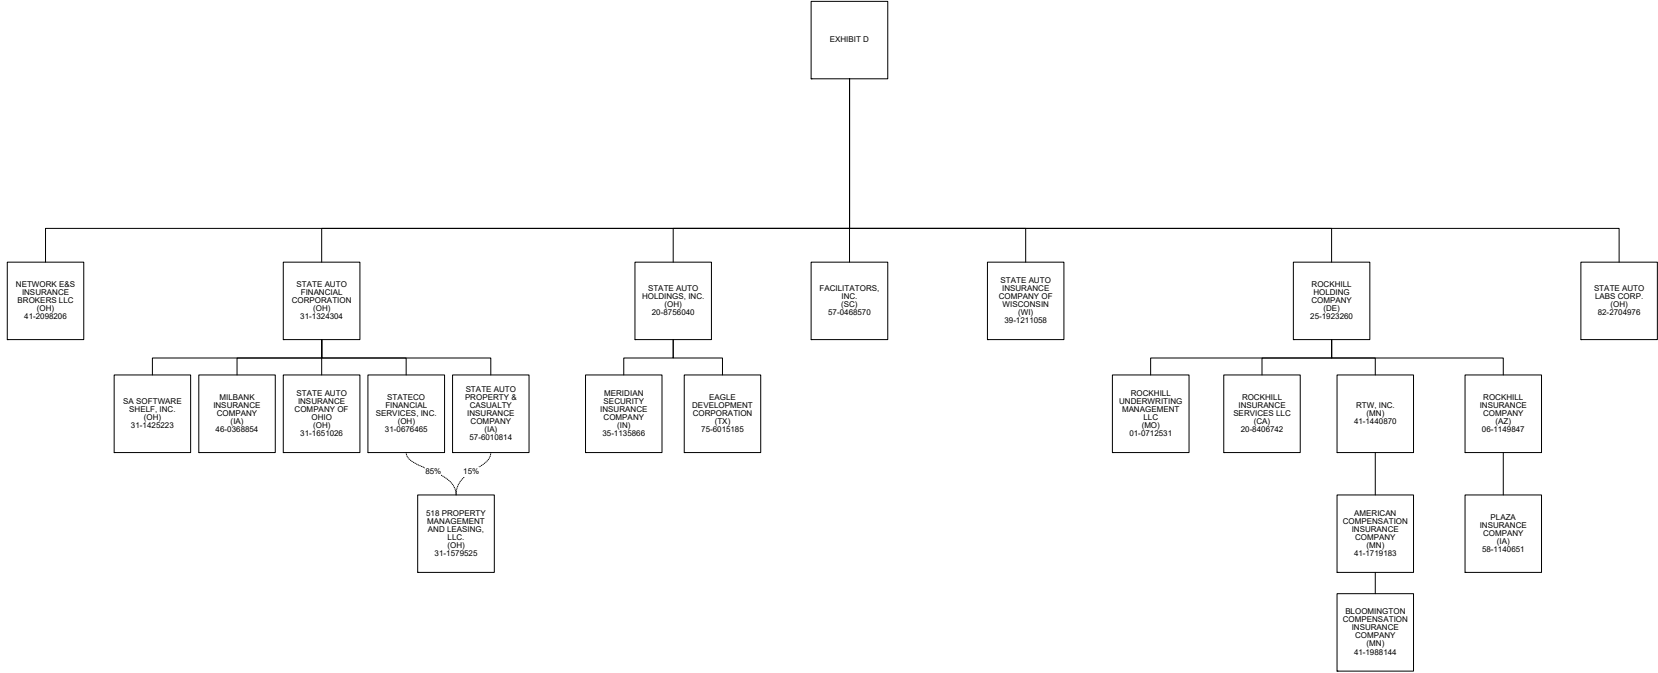 EXHIBIT D
NETWORK E&S
INSURANCE
BROKERS LLC
(OH)
41-2098206
STATE AUTO
FINANCIAL
CORPORATION
(OH)
31-1324304
STATE AUTO
HOLDINGS, INC.
(OH)
20-8756040
FACILITATORS,
INC.
(SC)
57-0468570
STATE AUTO
INSURANCE
COMPANY OF
WISCONSIN
(WI)
39-1211058
ROCKHILL
HOLDING
COMPANY
(DE)
25-1923260
STATE AUTO
LABS CORP.
(OH)
82-2704976
SA SOFTWARE
SHELF, INC.
(OH)
31-1425223
MILBANK
INSURANCE
COMPANY
(IA)
46-0368854
STATE AUTO
INSURANCE
COMPANY OF
OHIO
(OH)
31-1651026
STATECO
FINANCIAL
SERVICES, INC.
(OH)
31-0676465
STATE AUTO
PROPERTY &
CASUALTY
INSURANCE
COMPANY
(IA)
57-6010814
MERIDIAN
SECURITY
INSURANCE
COMPANY
(IN)
35-1135866
EAGLE
DEVELOPMENT
CORPORATION
(TX)
75-6015185
ROCKHILL
UNDERWRITING
MANAGEMENT
LLC
(MO)
01-0712531
ROCKHILL
INSURANCE
SERVICES LLC
(CA)
20-8406742
RTW, INC.
(MN)
41-1440870
ROCKHILL
INSURANCE
COMPANY
(AZ)
06-1149847
85%
15%
518 PROPERTY
MANAGEMENT
AND LEASING,
LLC.
(OH)
31-1579525
AMERICAN
COMPENSATION
INSURANCE
COMPANY
(MN)
41-1719183
PLAZA
INSURANCE
COMPANY
(IA)
58-1140651
BLOOMINGTON
COMPENSATION
INSURANCE
COMPANY
(MN)
41-1988144